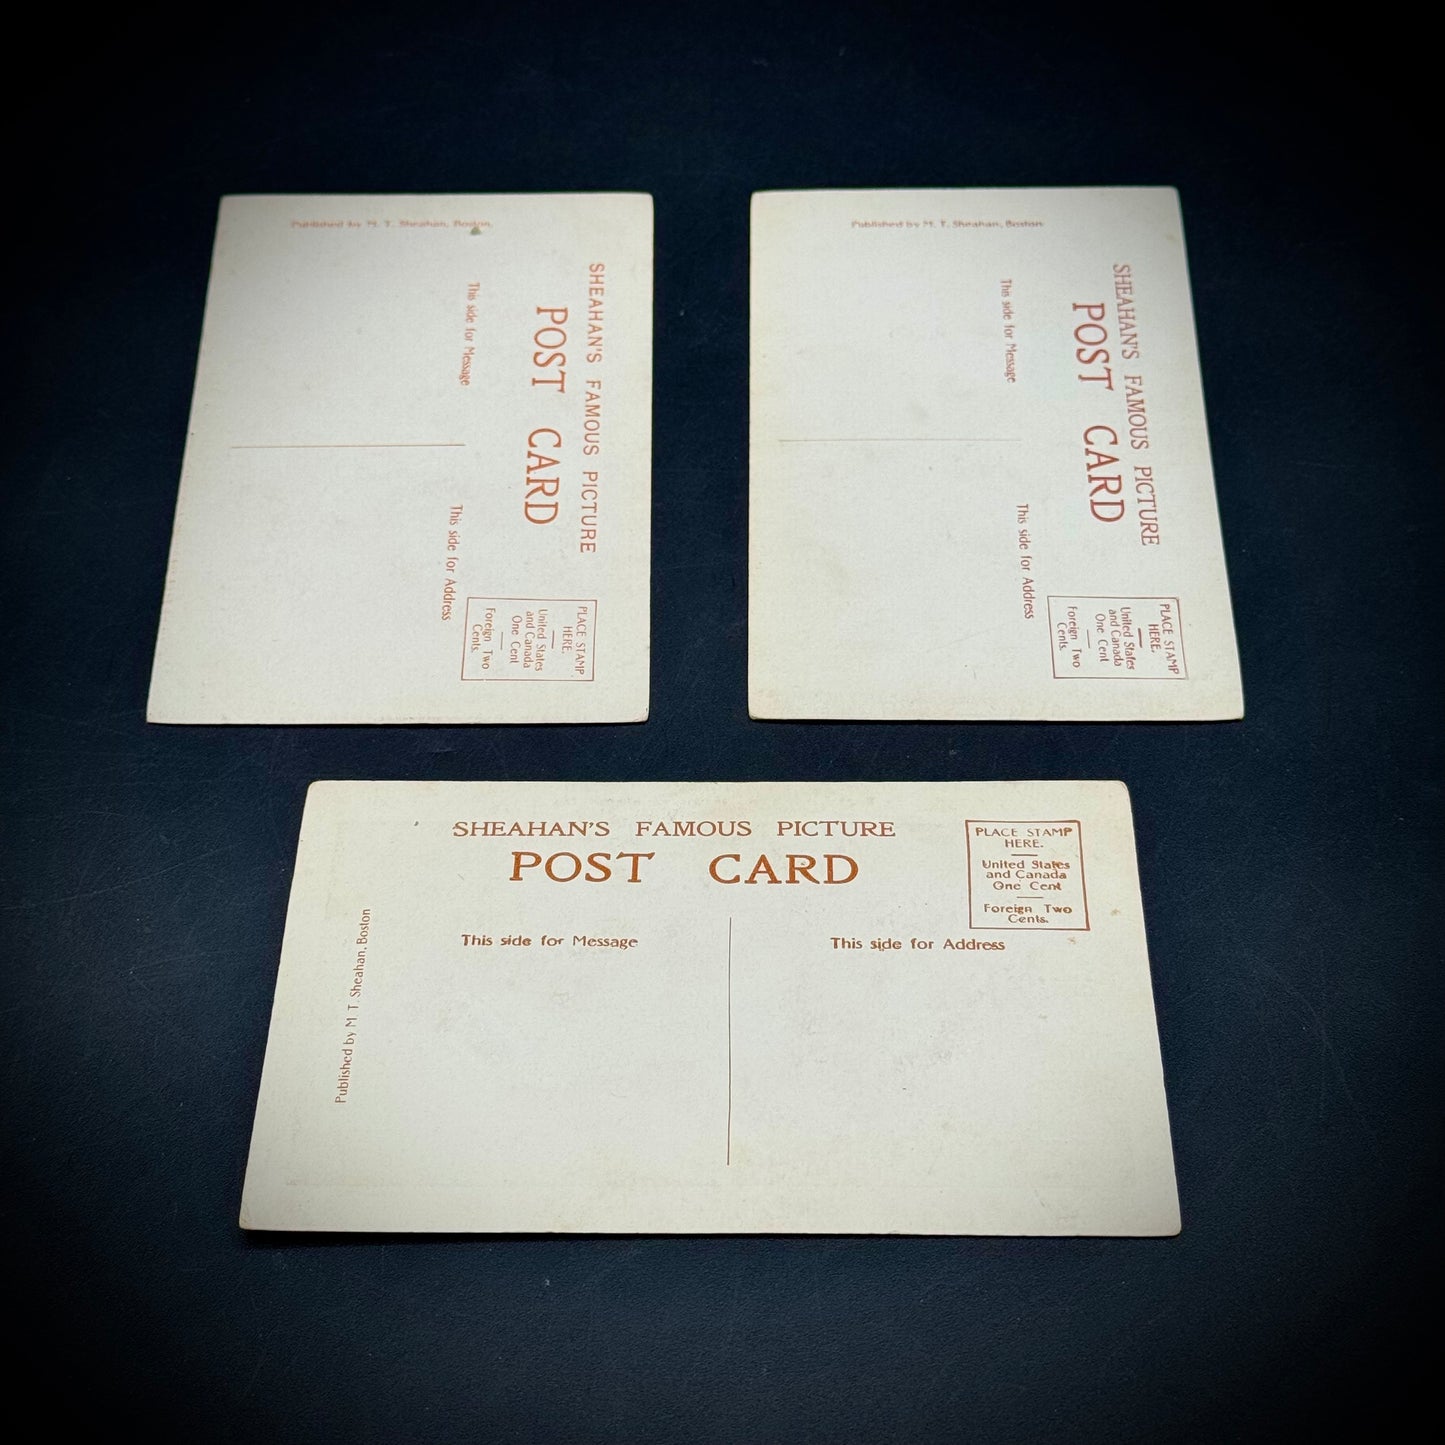 Published by M. T. Sheahan, Boston.
SHEAHAN'S FAMOUS PICTURE
POST CARD
This side for Message
This side for Address
PLACE STAMP
HERE.
United States
and Canada
One Cent
Foreign Two
Cents.
Published by M. T. Sheahan, Boston
SHEAHAN'S FAMOUS PICTURE
POST CARD
This side for Message
This side for Address
PLACE STAMP
HERE.
United States
and Canada
One Cent
Foreign Two
Cents.
SHEAHAN'S FAMOUS PICTURE
POST CARD
PLACE STAMP
HERE.
United States
and Canada
One Cent
Foreign Two
Cents.
This side for Message
This side for Address
Published by M. T. Sheahan, Boston